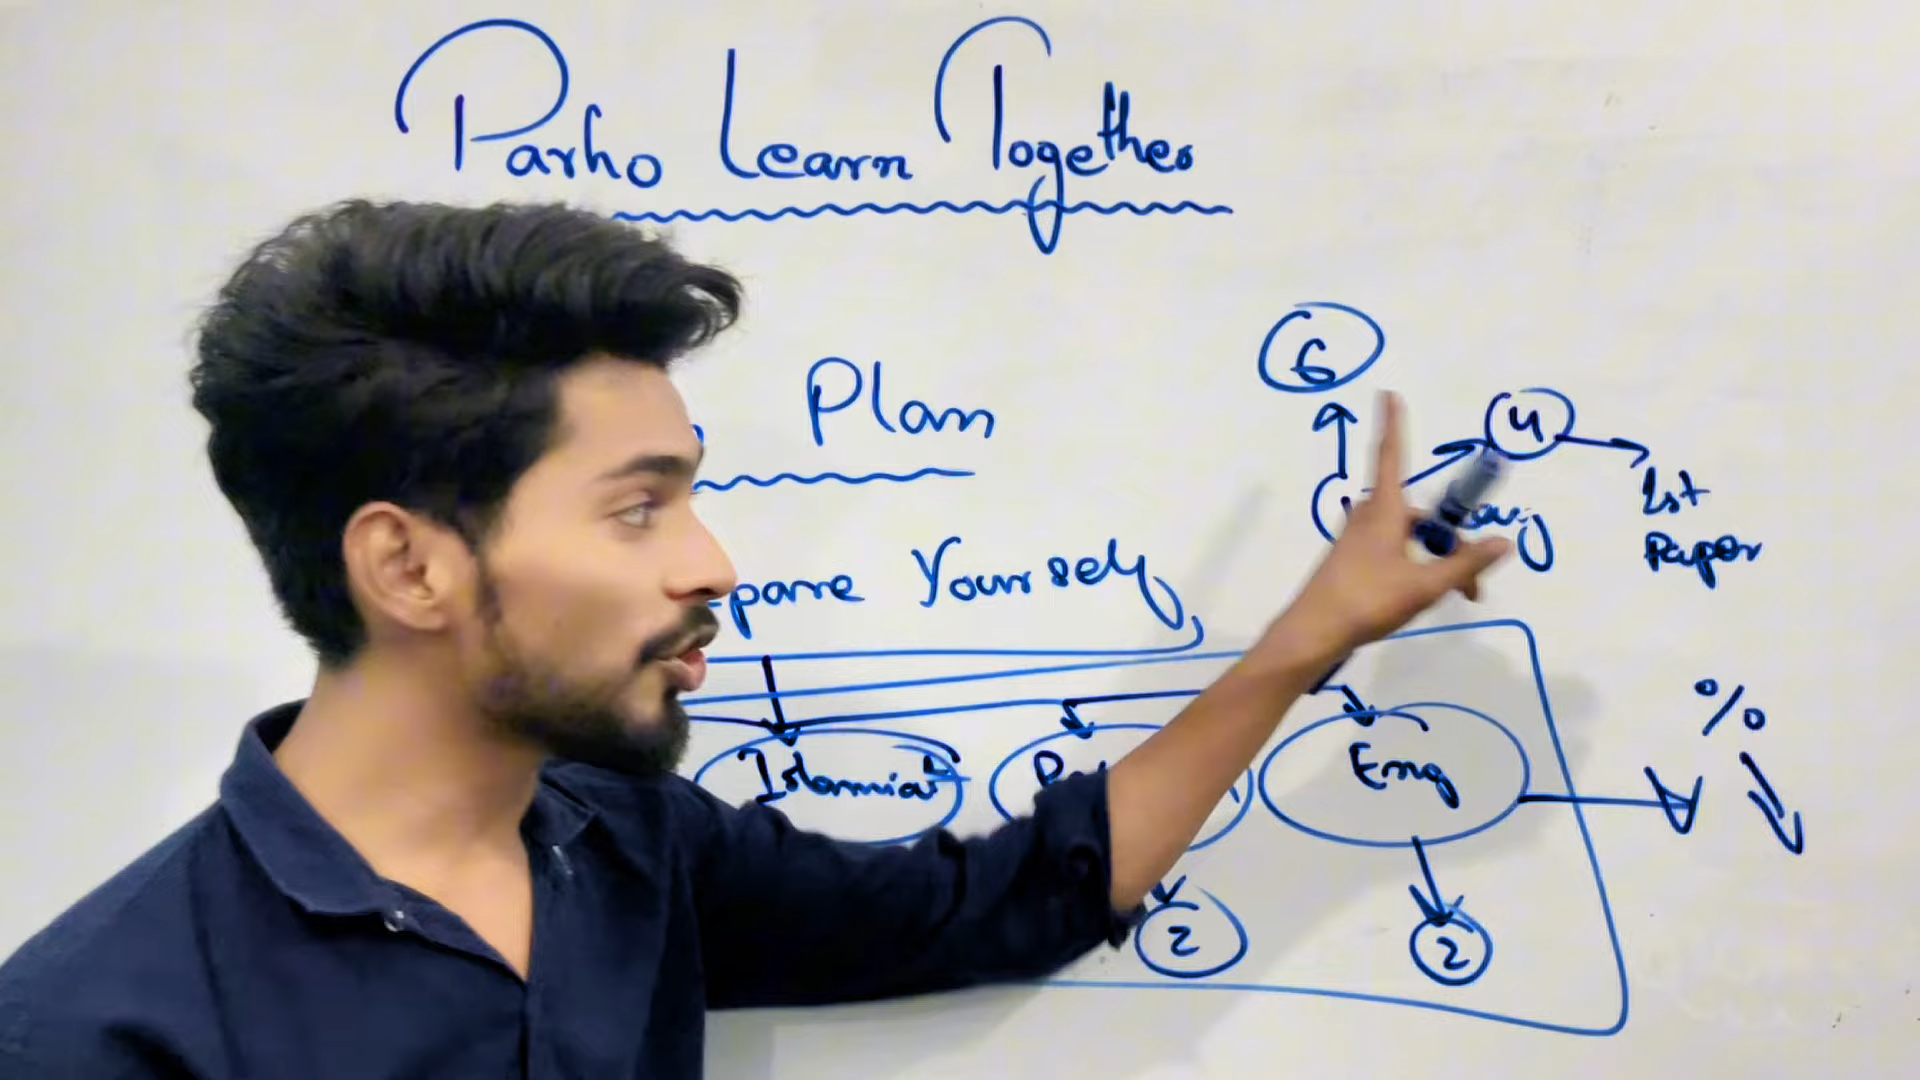 Parho Learn Together
Plan
6
4
1st
Paper
Yourself
%
Islamiat
Eng
2
2